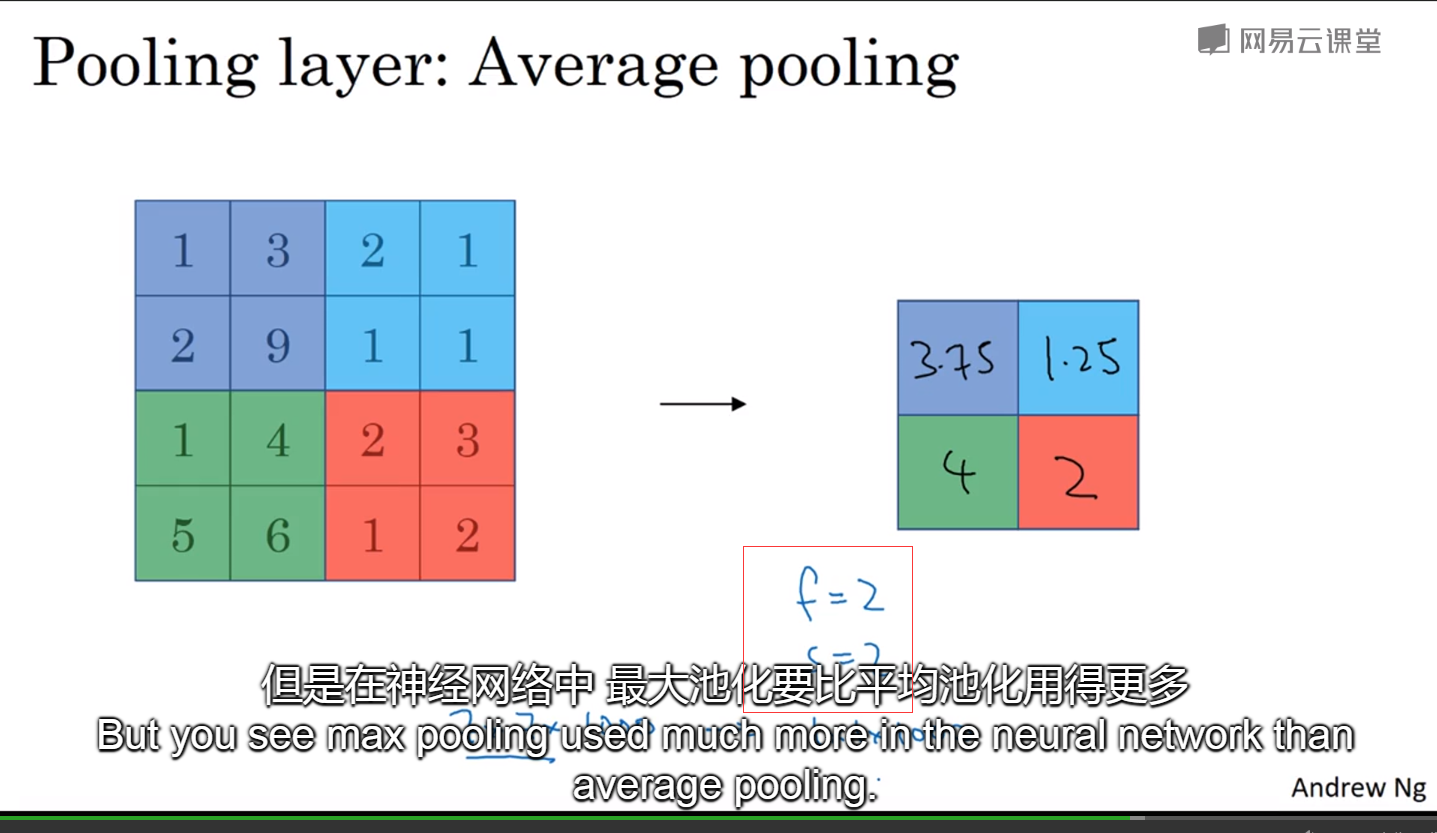 Pooling layer: Average pooling
网易云课堂
1 3 2 1
2 9 1 1
1 4 2 3
5 6 1 2
3.75 1.25
4 2
f=2
s=2
但是在神经网络中 最大池化要比平均池化用得更多
But you see max pooling used much more in the neural network than
average pooling.
Andrew Ng